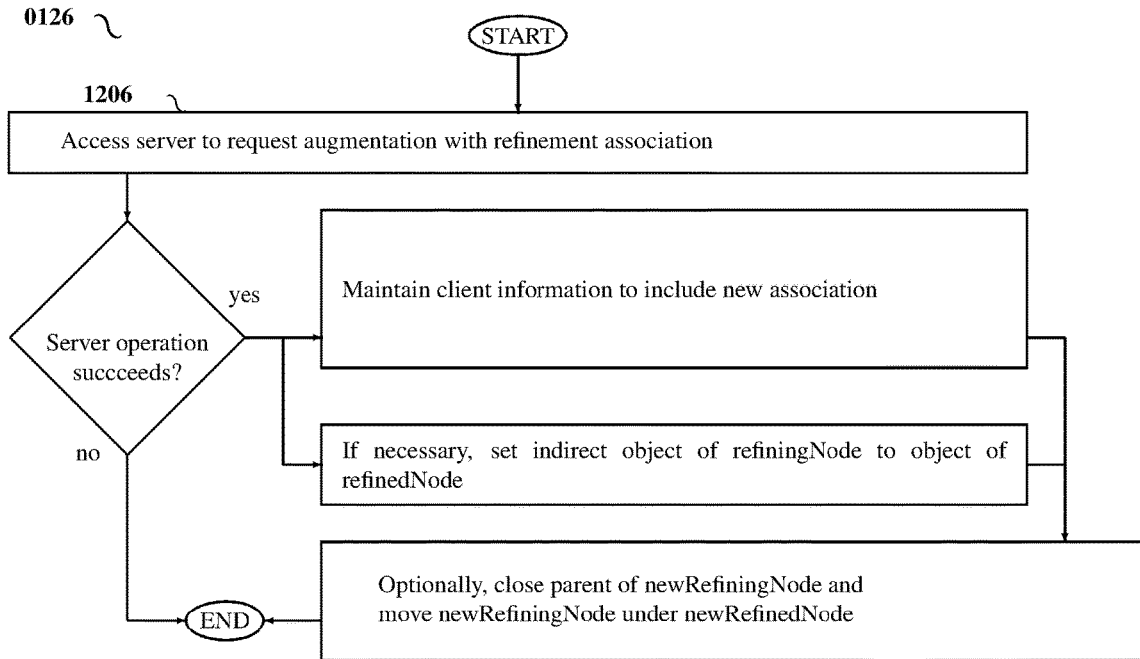 0126
START
1206
Access server to request augmentation with refinement association
yes
Maintain client information to include new association
Server operation
succceeds?
no
If necessary, set indirect object of refiningNode to object of
refinedNode
Optionally, close parent of newRefiningNode and
move newRefiningNode under newRefinedNode
END